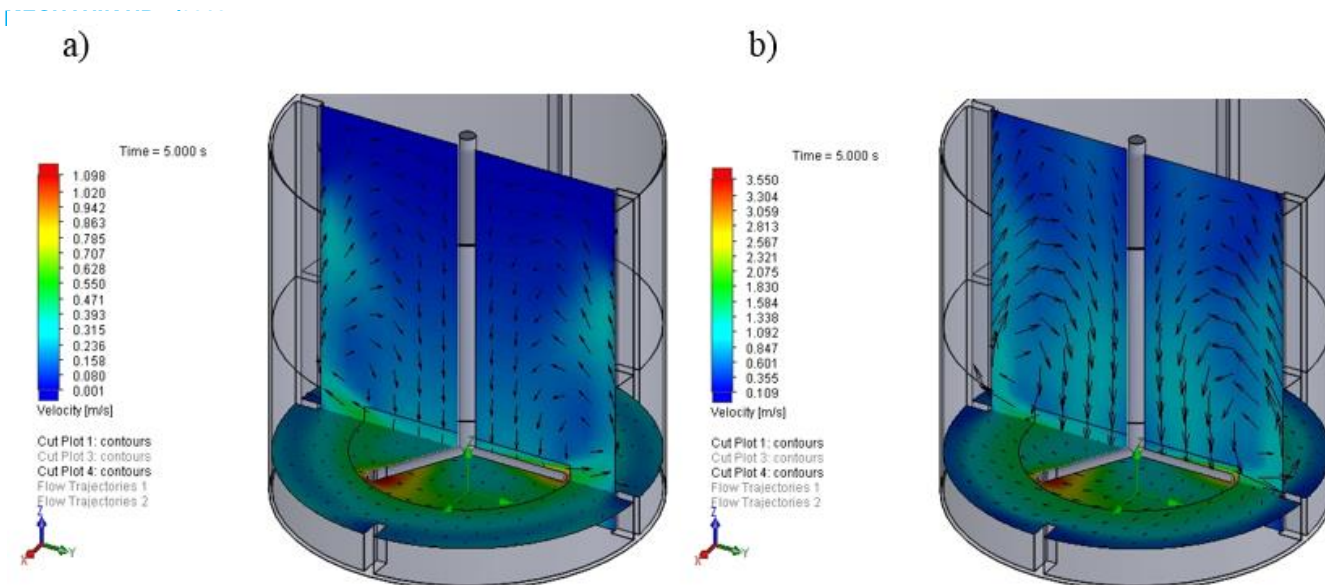 a)
Time = 5.000 s
1.098
1.020
0.942
0.863
0.785
0.707
0.628
0.550
0.471
0.393
0.315
0.236
0.158
0.080
0.001
Velocity [m/s]
Cut Plot 1: contours
Cut Plot 3: contours
Cut Plot 4: contours
Flow Trajectories 1
Flow Trajectories 2
Z
X
Y
Z
b)
Time = 5.000 s
3.550
3.304
3.059
2.813
2.567
2.321
2.075
1.830
1.584
1.338
1.092
0.847
0.601
0.355
0.109
Velocity [m/s]
Cut Plot 1: contours
Cut Plot 3: contours
Cut Plot 4: contours
Flow Trajectories 1
Flow Trajectories 2
Z
X
Y
Z